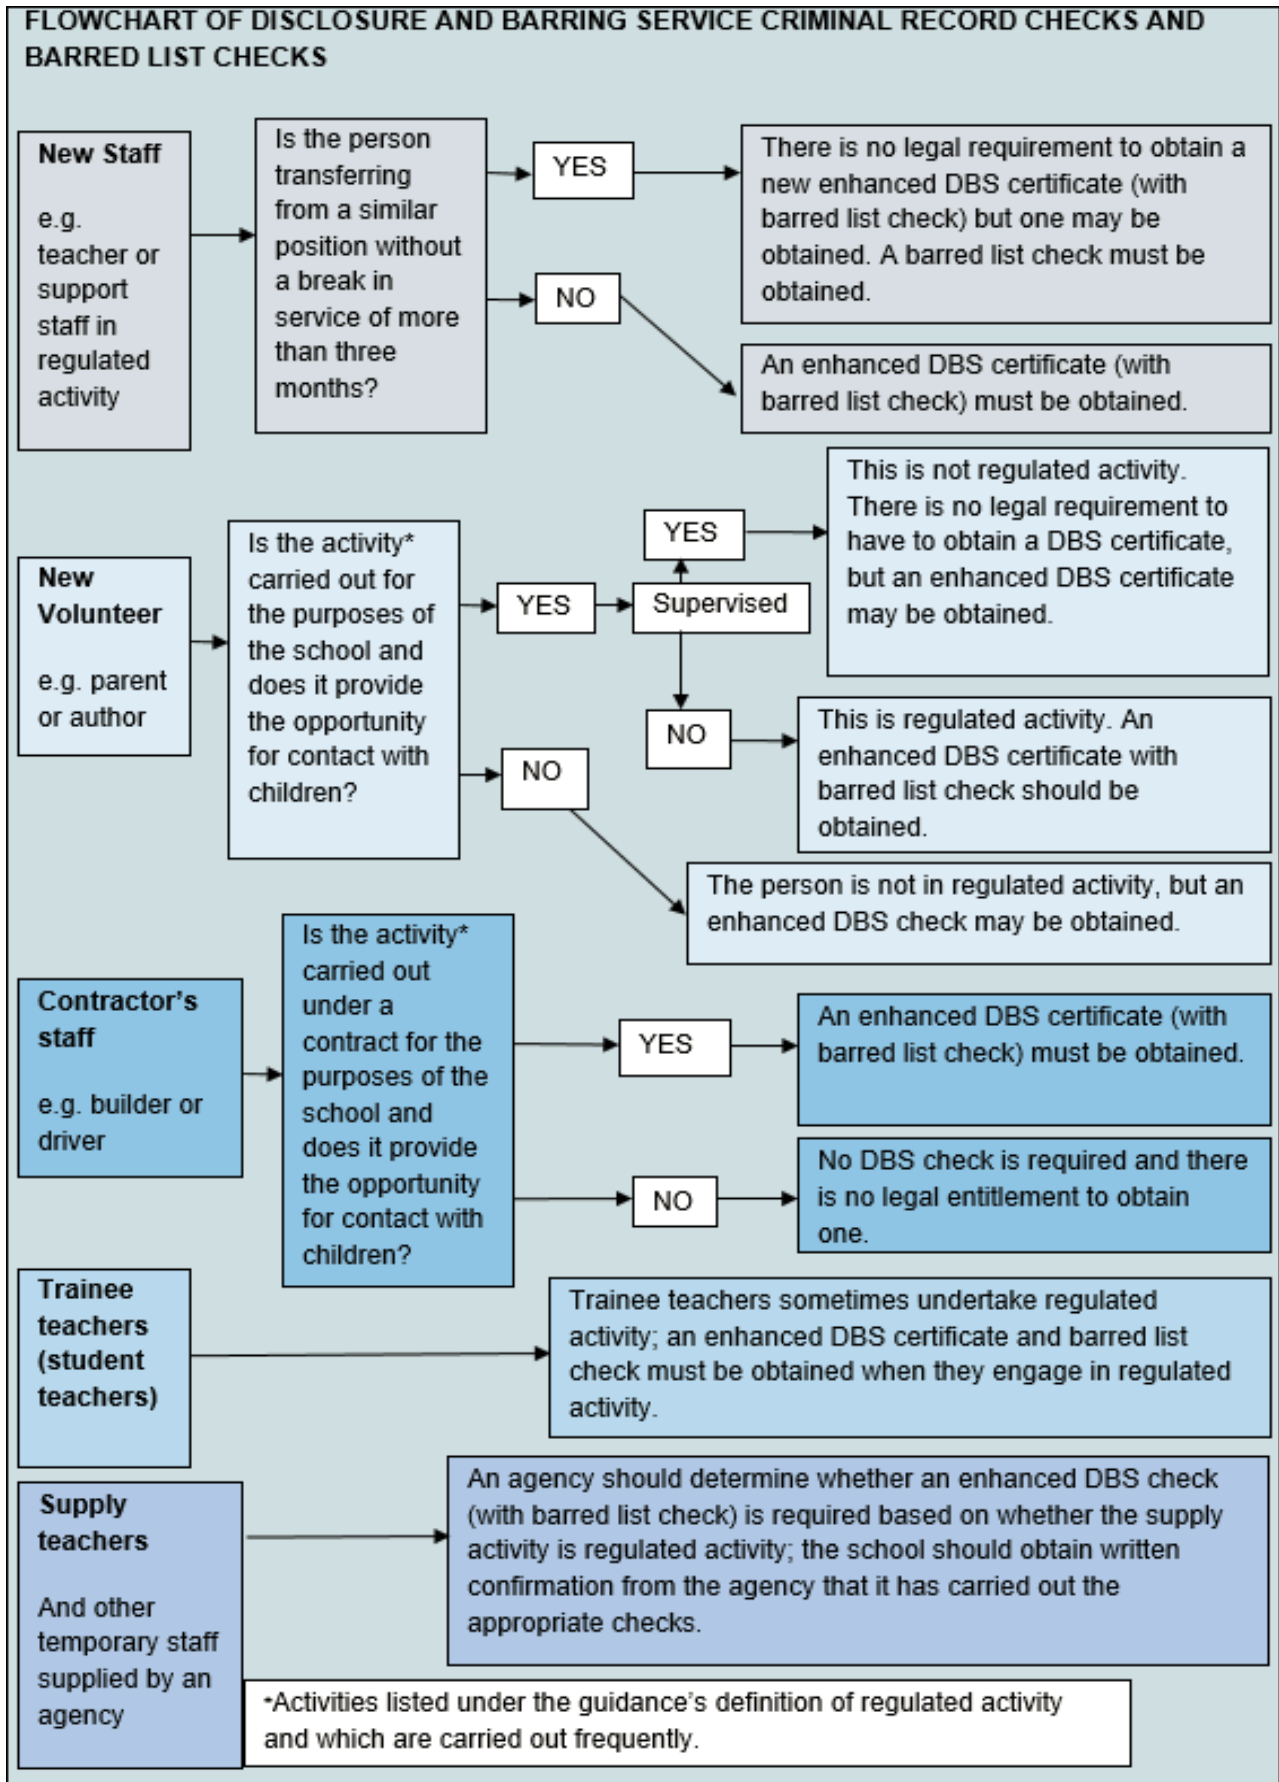 FLOWCHART OF DISCLOSURE AND BARRING SERVICE CRIMINAL RECORD CHECKS AND
BARRED LIST CHECKS
New Staff
e.g.
teacher or
support
staff in
regulated
activity
Is the person
transferring
from a similar
position without
a break in
service of more
than three
months?
YES
NO
There is no legal requirement to obtain a
new enhanced DBS certificate (with
barred list check) but one may be
obtained. A barred list check must be
obtained.
An enhanced DBS certificate (with
barred list check) must be obtained.
New
Volunteer
e.g. parent
or author
Is the activity*
carried out for
the purposes of
the school and
does it provide
the opportunity
for contact with
children?
YES
Supervised
YES
NO
NO
This is not regulated activity.
There is no legal requirement to
have to obtain a DBS certificate,
but an enhanced DBS certificate
may be obtained.
This is regulated activity. An
enhanced DBS certificate with
barred list check should be
obtained.
The person is not in regulated activity, but an
enhanced DBS check may be obtained.
Contractor's
staff
e.g. builder or
driver
Is the activity*
carried out
under a
contract for the
purposes of the
school and
does it provide
the opportunity
for contact with
children?
YES
NO
An enhanced DBS certificate (with
barred list check) must be obtained.
No DBS check is required and there
is no legal entitlement to obtain
one.
Trainee
teachers
(student
teachers)
Trainee teachers sometimes undertake regulated
activity; an enhanced DBS certificate and barred list
check must be obtained when they engage in regulated
activity.
Supply
teachers
And other
temporary staff
supplied by an
agency
An agency should determine whether an enhanced DBS check
(with barred list check) is required based on whether the supply
activity is regulated activity; the school should obtain written
confirmation from the agency that it has carried out the
appropriate checks.
*Activities listed under the guidance's definition of regulated activity
and which are carried out frequently.